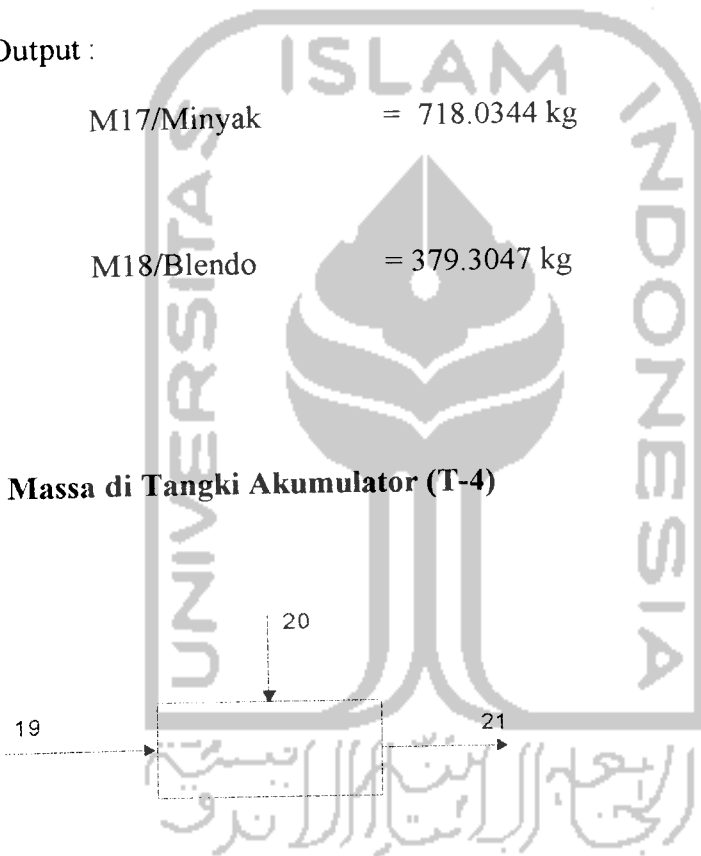 Output :
M17/Minyak = 718.0344 kg
M18/Blendo = 379.3047 kg
Massa di Tangki Akumulator (T-4)
20
19
21
UNIVERSITAS
ISLAM
INDONESIA